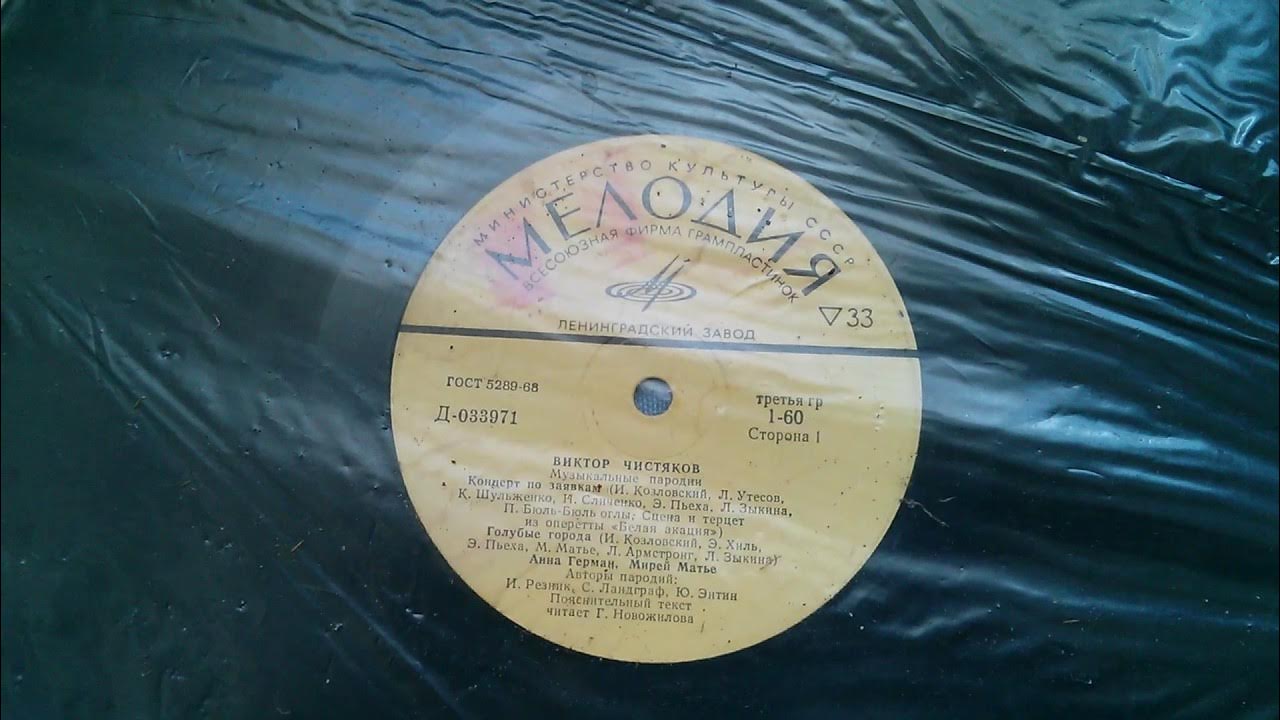 МИНИСТЕРСТВО КУЛЬТУРЫ СССР
МЕЛОДИЯ
ВСЕСОЮЗНАЯ ФИРМА ГРАМПЛАСТИНОК
▽33
ЛЕНИНГРАДСКИЙ ЗАВОД
ГОСТ 5289-68
Д-033971
третья гр
1-60
Сторона 1
ВИКТОР ЧИСТЯКОВ
Музыкальные пародии
Концерт по заявкам (И. Козловский, Л. Утесов,
К. Шульженко, И. Сличенко, Э. Пьеха, Л. Зыкина,
П. Бюль-Бюль оглы; Сцена и терцет
из оперетты «Белая акация»)
Голубые города (И. Козловский, Э. Хиль,
Э. Пьеха, М. Матье, Л. Армстронг, Л. Зыкина)
Анна Герман, Мирей Матье
Авторы пародий:
И. Резник, С. Ландграф, Ю. Энтин
Пояснительный текст
читает Г. Новожилова